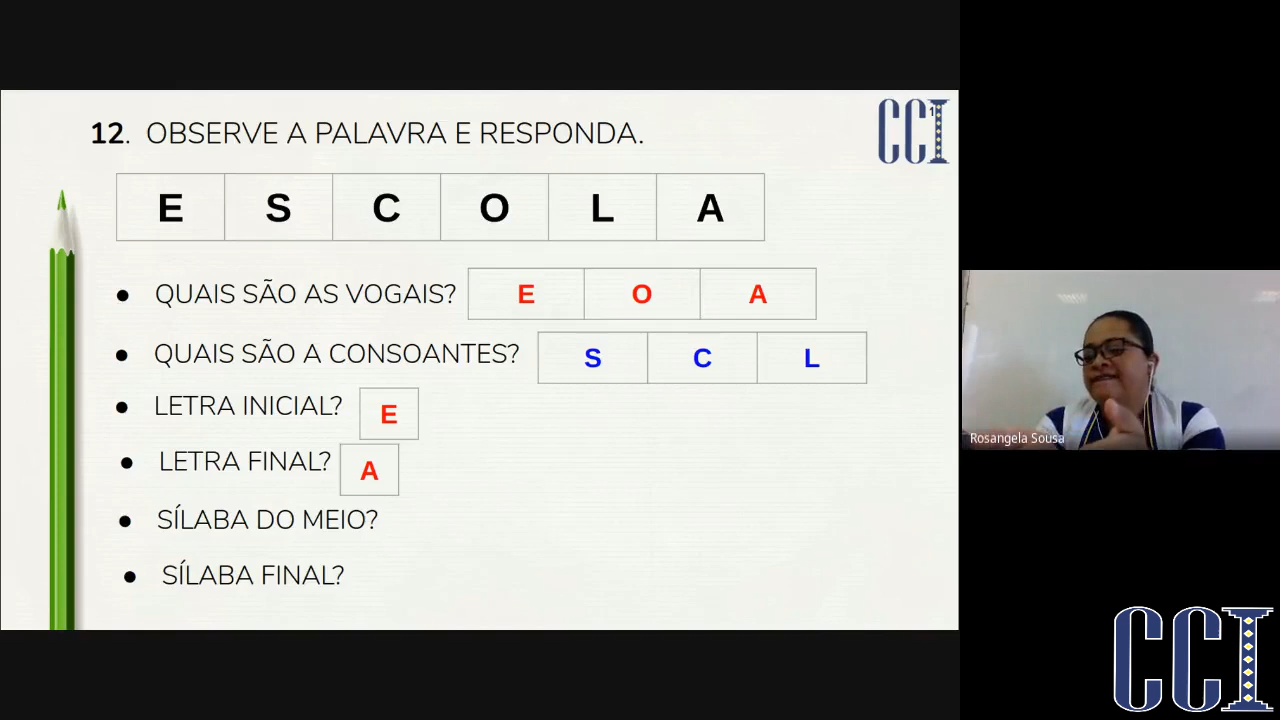 12. OBSERVE A PALAVRA E RESPONDA.
CCI
E S C O L A
● QUAIS SÃO AS VOGAIS? E O A
● QUAIS SÃO A CONSOANTES? S C L
● LETRA INICIAL? E
● LETRA FINAL? A
● SÍLABA DO MEIO?
● SÍLABA FINAL?
Rosangela Sousa
CCI